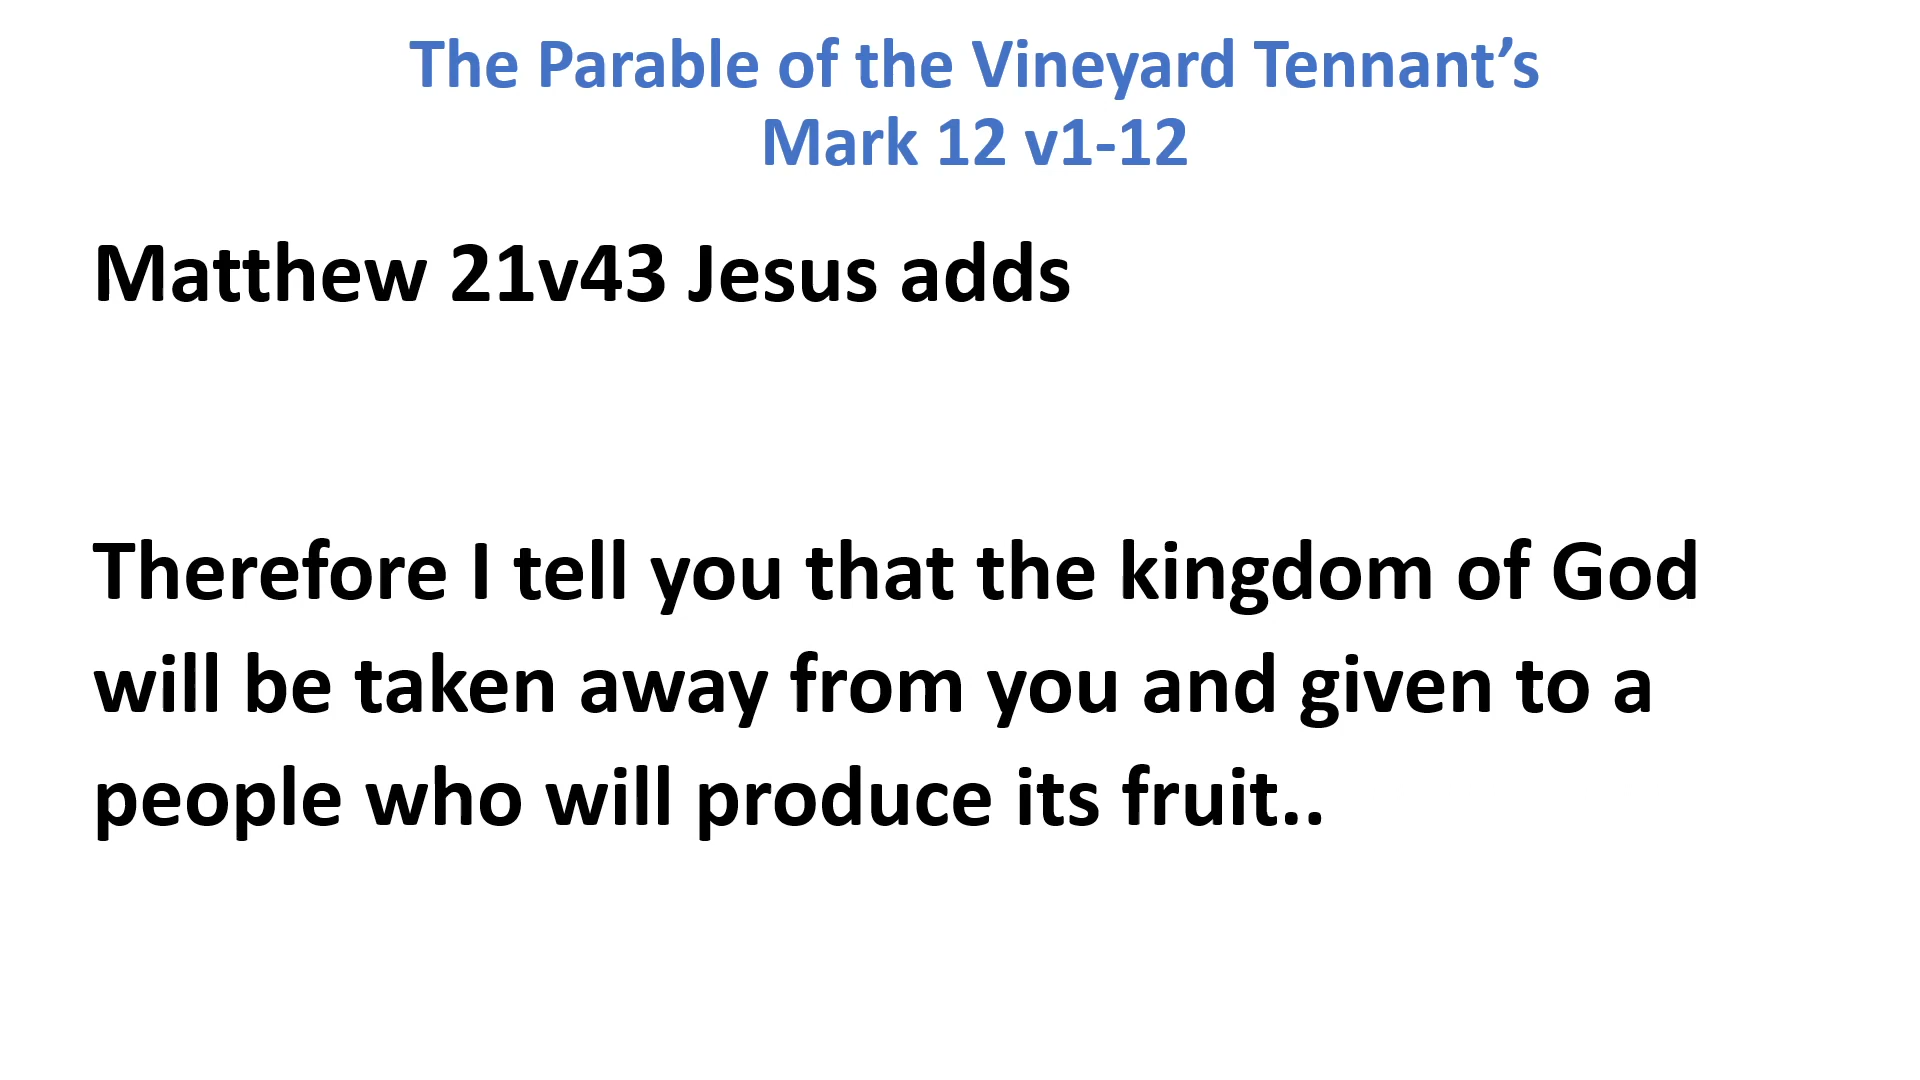 The Parable of the Vineyard Tennant’s
Mark 12 v1-12
Matthew 21v43 Jesus adds
Therefore I tell you that the kingdom of God
will be taken away from you and given to a
people who will produce its fruit..